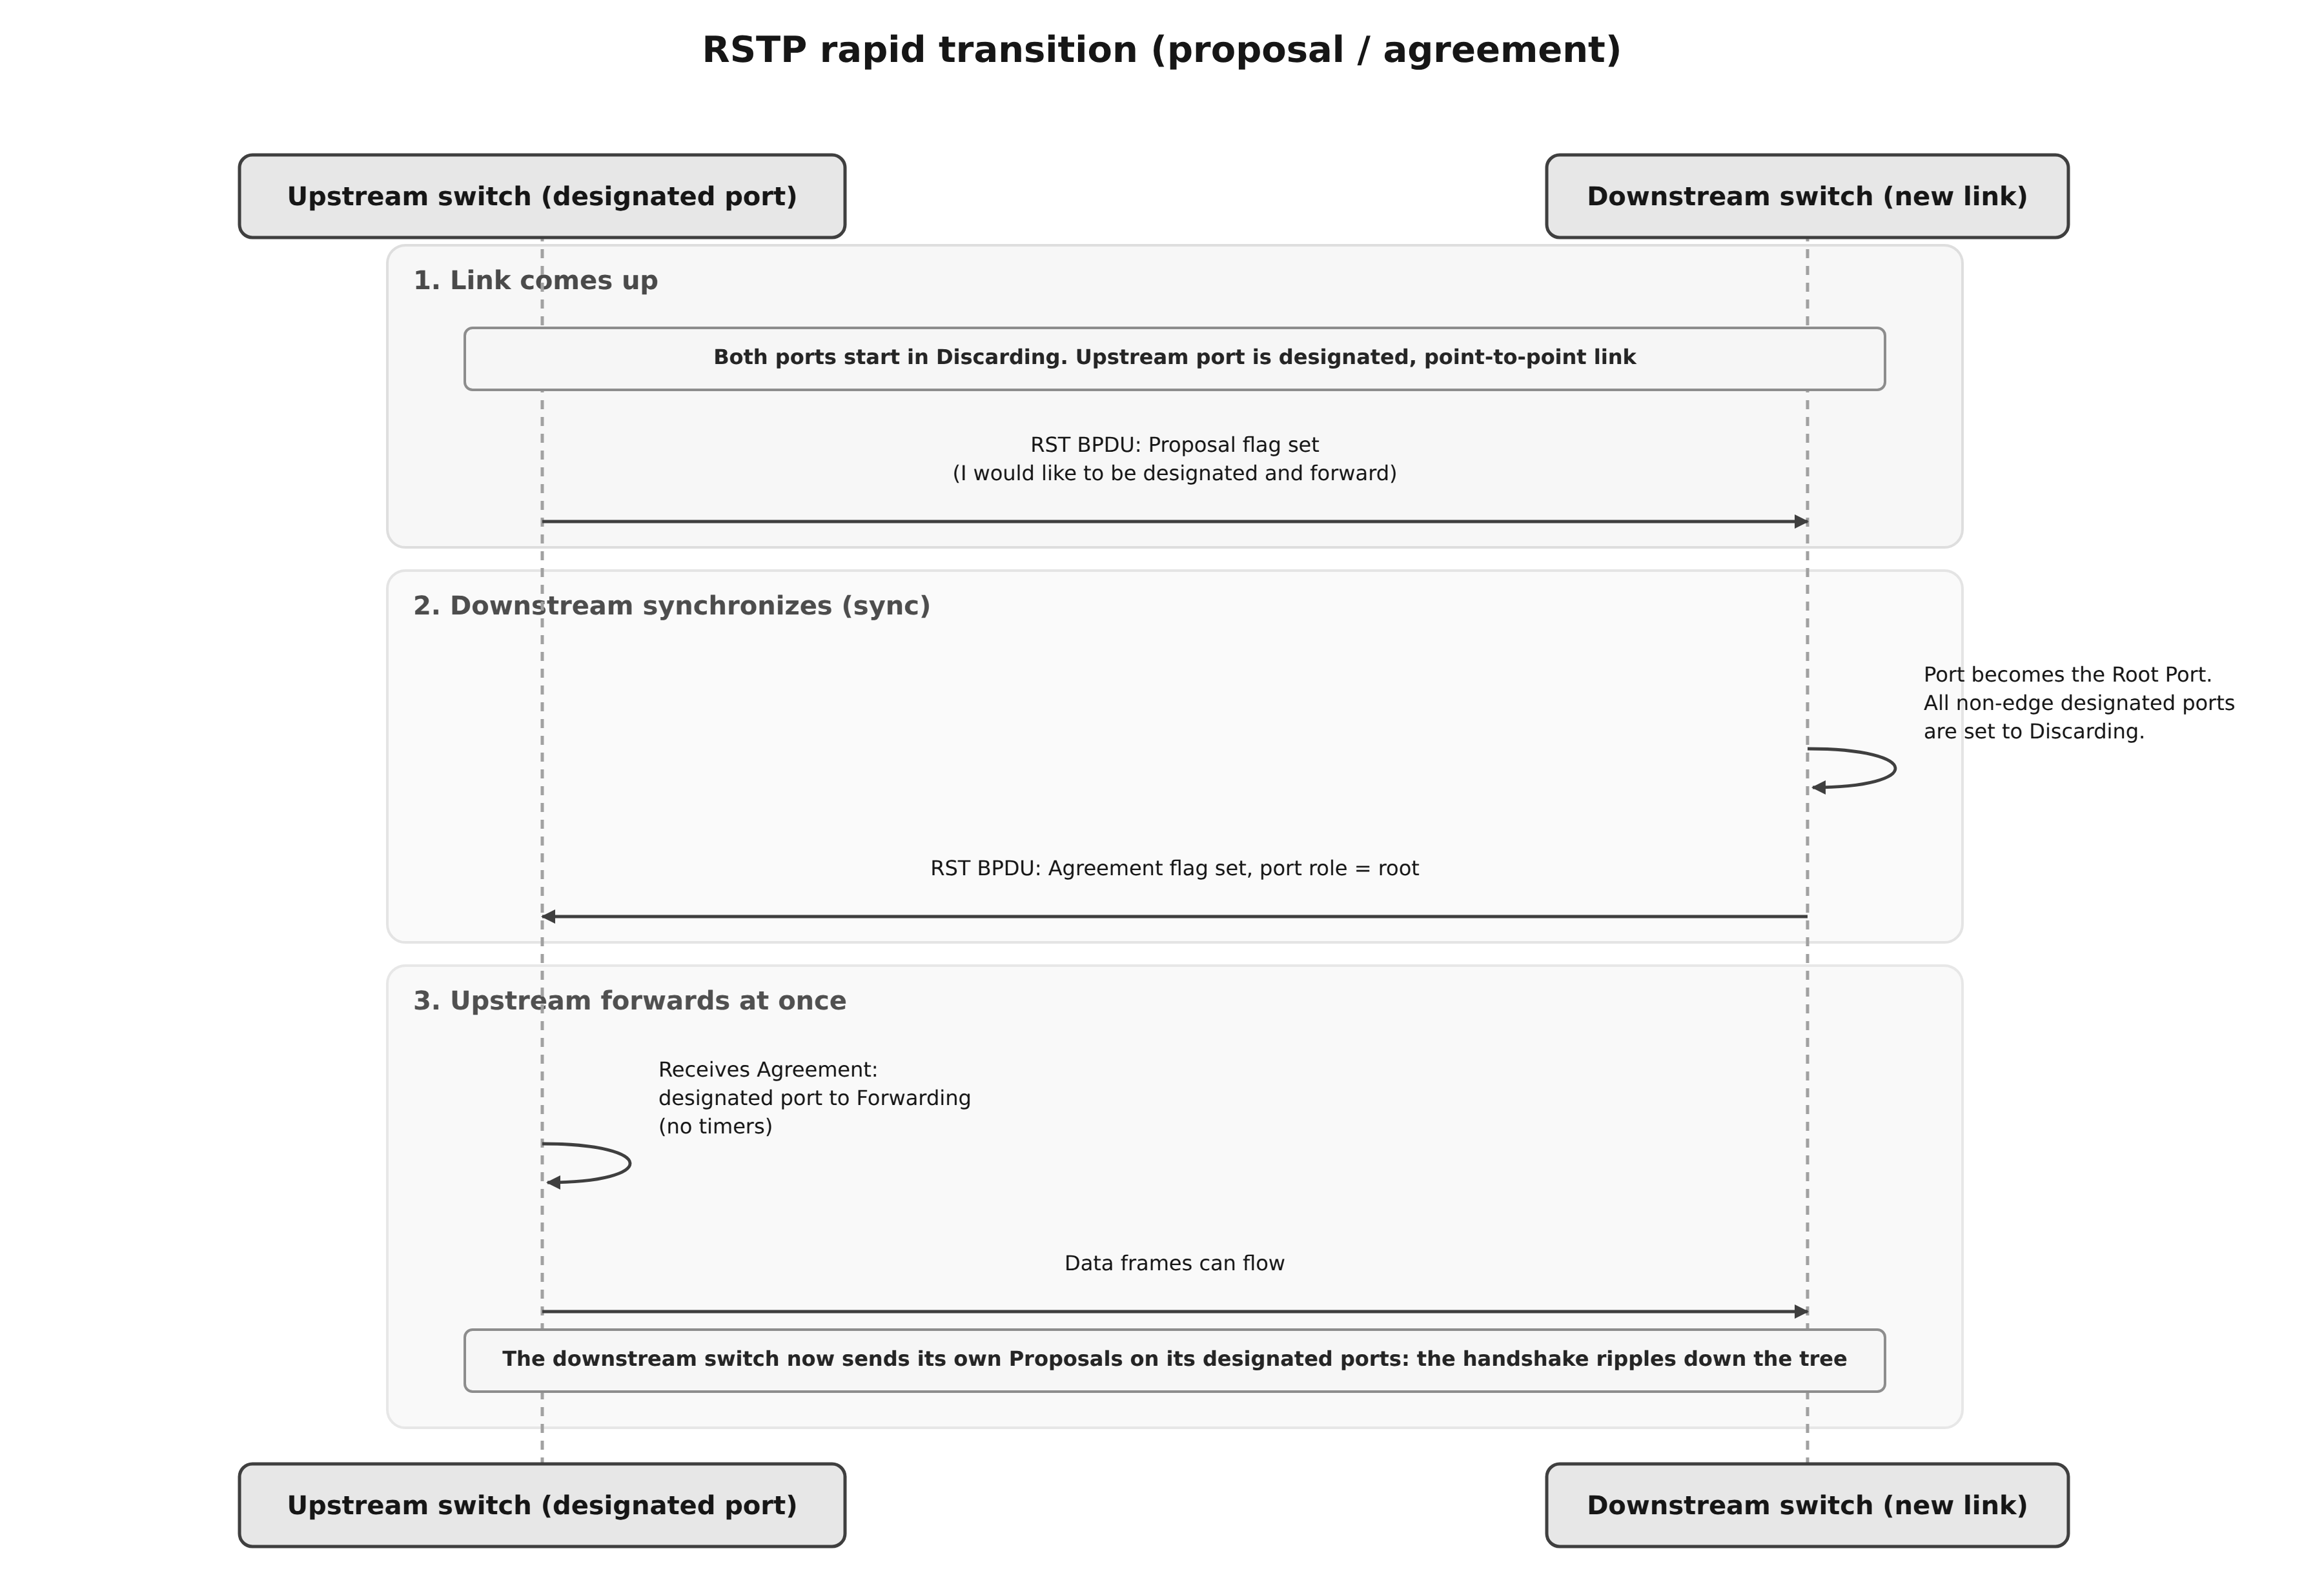 RSTP rapid transition (proposal / agreement)
Upstream switch (designated port)
Downstream switch (new link)
1. Link comes up
Both ports start in Discarding. Upstream port is designated, point-to-point link
RST BPDU: Proposal flag set
(I would like to be designated and forward)
2. Downstream synchronizes (sync)
Port becomes the Root Port.
All non-edge designated ports
are set to Discarding.
RST BPDU: Agreement flag set, port role = root
3. Upstream forwards at once
Receives Agreement:
designated port to Forwarding
(no timers)
Data frames can flow
The downstream switch now sends its own Proposals on its designated ports: the handshake ripples down the tree
Upstream switch (designated port)
Downstream switch (new link)